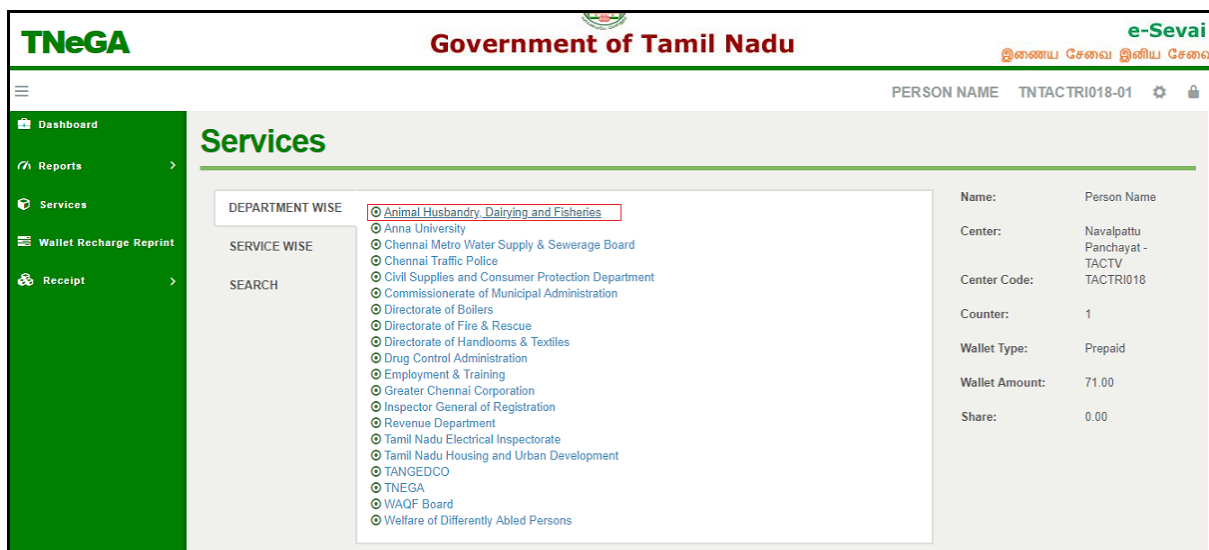 TNeGA
Government of Tamil Nadu
e-Sevai
இணைய சேவை இனிய சேவை
PERSON NAME TNTACTRI018-01
Dashboard
Reports
Services
Wallet Recharge Reprint
Receipt
Services
DEPARTMENT WISE
SERVICE WISE
SEARCH
Animal Husbandry, Dairying and Fisheries
Anna University
Chennai Metro Water Supply & Sewerage Board
Chennai Traffic Police
Civil Supplies and Consumer Protection Department
Commissionerate of Municipal Administration
Directorate of Boilers
Directorate of Fire & Rescue
Directorate of Handlooms & Textiles
Drug Control Administration
Employment & Training
Greater Chennai Corporation
Inspector General of Registration
Revenue Department
Tamil Nadu Electrical Inspectorate
Tamil Nadu Housing and Urban Development
TANGEDCO
TNEGA
WAQF Board
Welfare of Differently Abled Persons
Name: Person Name
Center: Navalpattu
Panchayat -
TACTV
Center Code: TACTRI018
Counter: 1
Wallet Type: Prepaid
Wallet Amount: 71.00
Share: 0.00